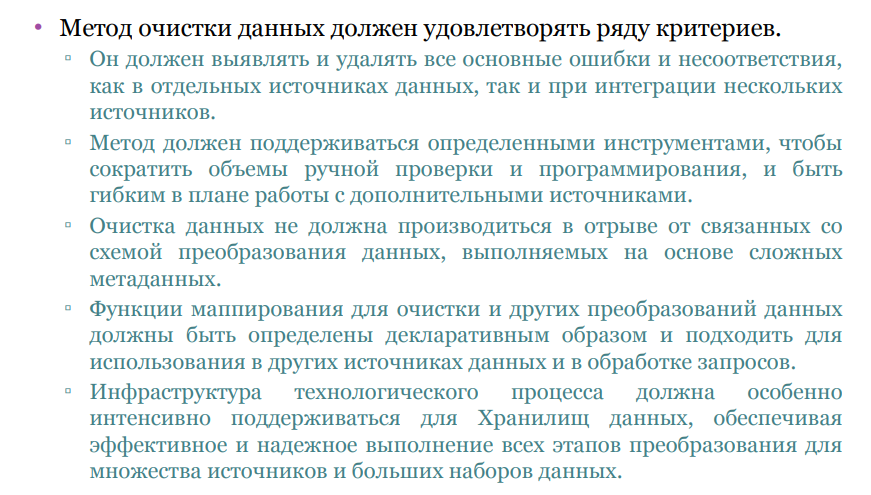 • Метод очистки данных должен удовлетворять ряду критериев.
▫ Он должен выявлять и удалять все основные ошибки и несоответствия,
как в отдельных источниках данных, так и при интеграции нескольких
источников.
▫ Метод должен поддерживаться определенными инструментами, чтобы
сократить объемы ручной проверки и программирования, и быть
гибким в плане работы с дополнительными источниками.
▫ Очистка данных не должна производиться в отрыве от связанных со
схемой преобразования данных, выполняемых на основе сложных
метаданных.
▫ Функции маппирования для очистки и других преобразований данных
должны быть определены декларативным образом и подходить для
использования в других источниках данных и в обработке запросов.
▫ Инфраструктура технологического процесса должна особенно
интенсивно поддерживаться для Хранилищ данных, обеспечивая
эффективное и надежное выполнение всех этапов преобразования для
множества источников и больших наборов данных.